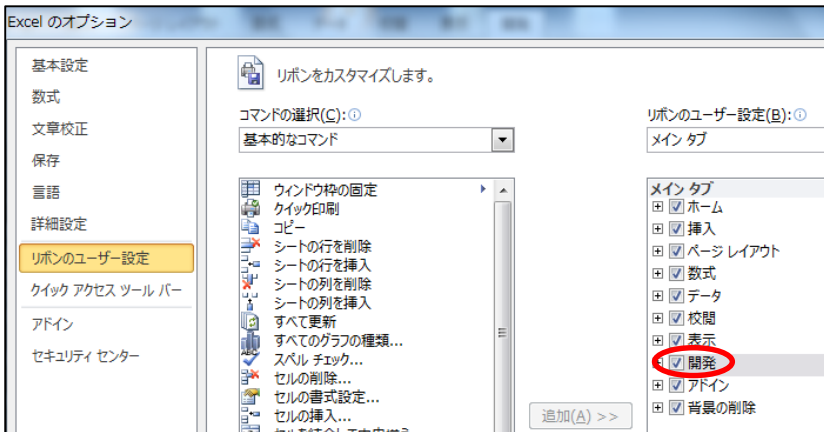 Excel のオプション
基本設定
数式
文章校正
保存
言語
詳細設定
リボンのユーザー設定
クイック アクセス ツール バー
アドイン
セキュリティ センター
リボンをカスタマイズします。
コマンドの選択(C):
基本的なコマンド
ウィンドウ枠の固定
クイック印刷
コピー
シートの行を削除
シートの行を挿入
シートの列を削除
シートの列を挿入
すべて更新
すべてのグラフの種類...
スペル チェック...
セルの削除...
セルの書式設定...
セルの挿入...
追加(A) >>
リボンのユーザー設定(B):
メイン タブ
メイン タブ
ホーム
挿入
ページ レイアウト
数式
データ
校閲
表示
開発
アドイン
背景の削除